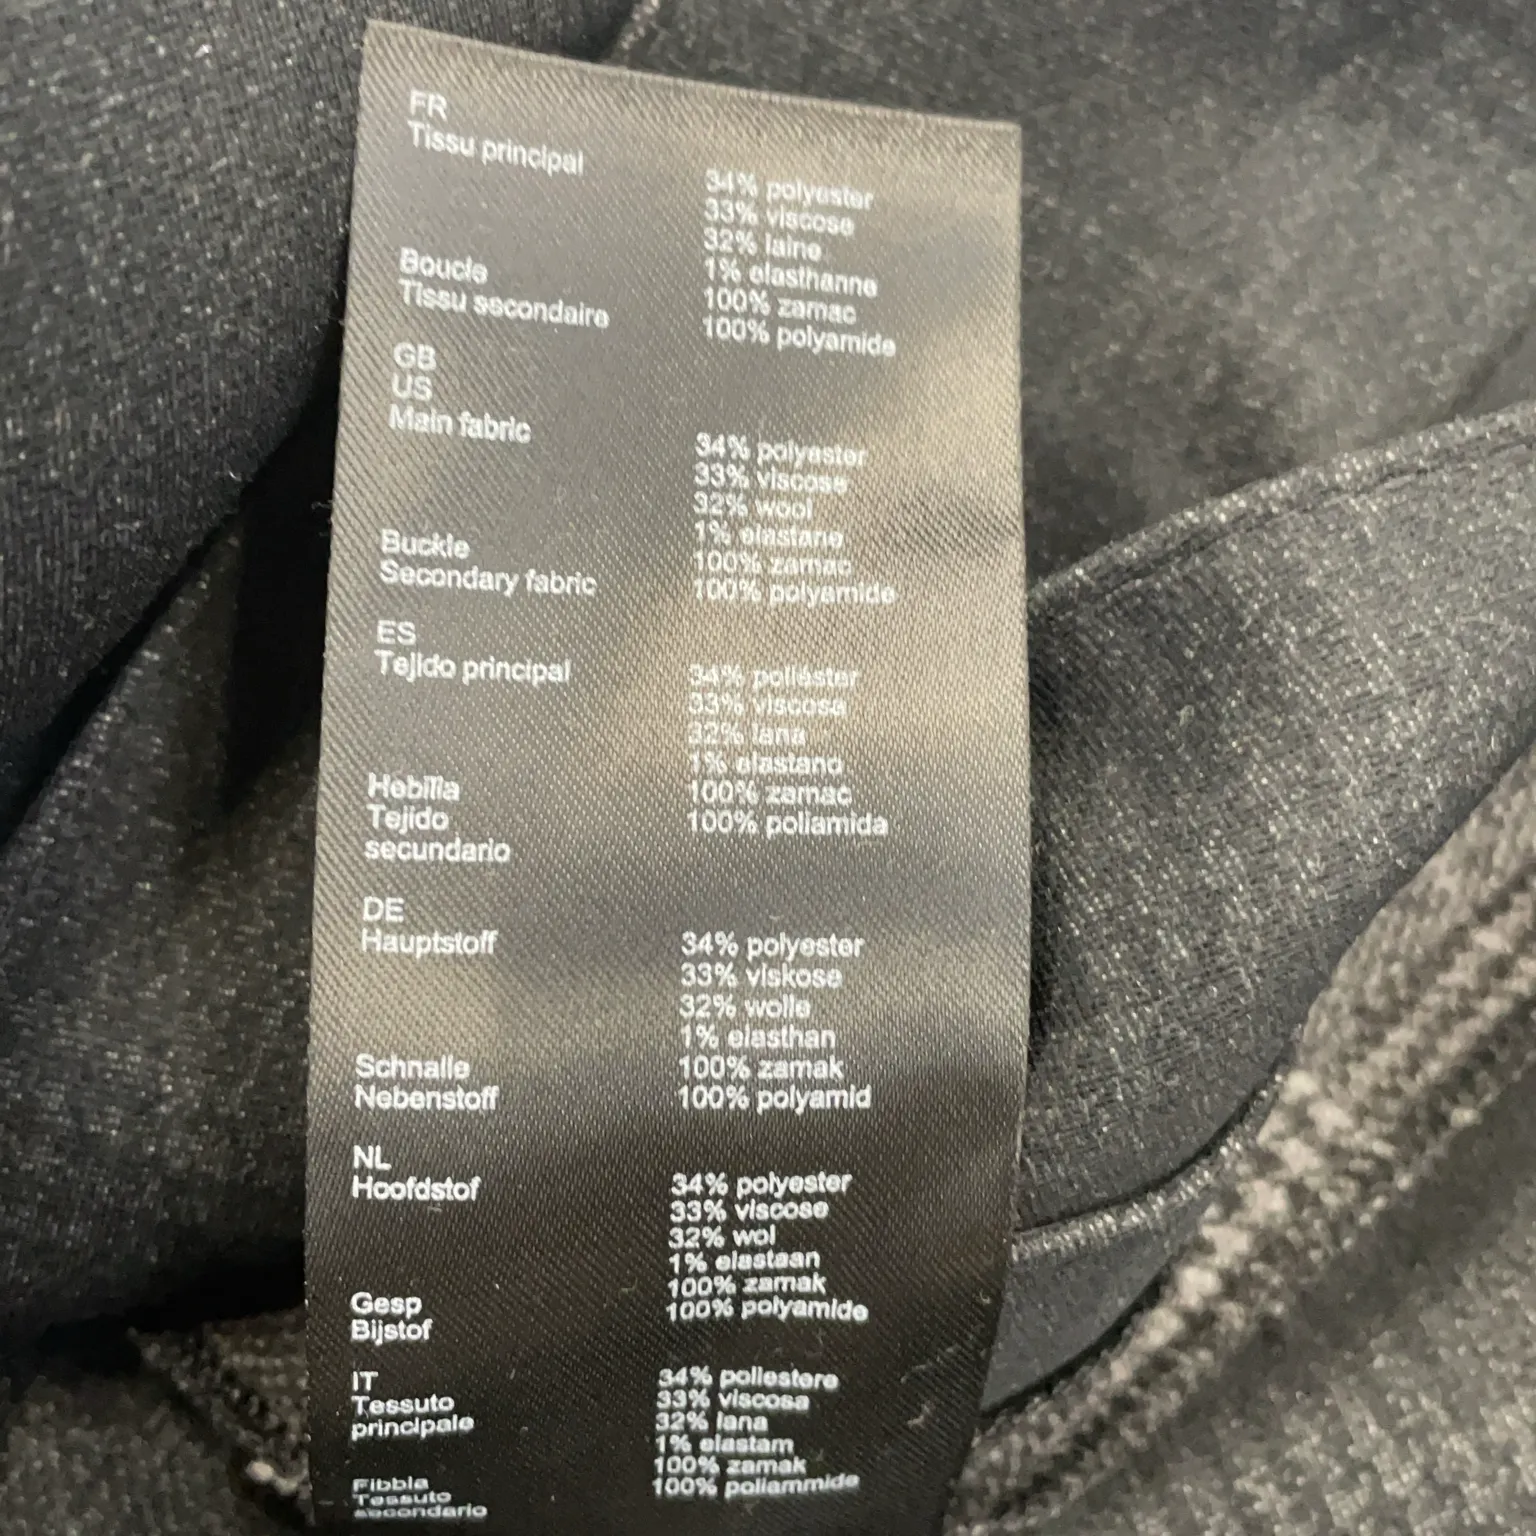 FR
Tissu principal
34% polyester
33% viscose
32% laine
1% elasthanne
Boucle 100% zamac
Tissu secondaire 100% polyamide
GB
US
Main fabric
34% polyester
33% viscose
32% wool
1% elastane
Buckle 100% zamac
Secondary fabric 100% polyamide
ES
Tejido principal 34% poliéster
33% viscosa
32% lana
1% elastano
Hebilla 100% zamac
Tejido 100% poliamida
secundario
DE
Hauptstoff 34% polyester
33% viskose
32% wolle
1% elasthan
Schnalle 100% zamak
Nebenstoff 100% polyamid
NL
Hoofdstof 34% polyester
33% viscose
32% wol
1% elastaan
Gesp 100% zamak
Bijstof 100% polyamide
IT 34% poliestere
Tessuto 33% viscosa
principale 32% lana
1% elastam
100% zamak
Fibbia 100% poliammide
Tessuto
secondario